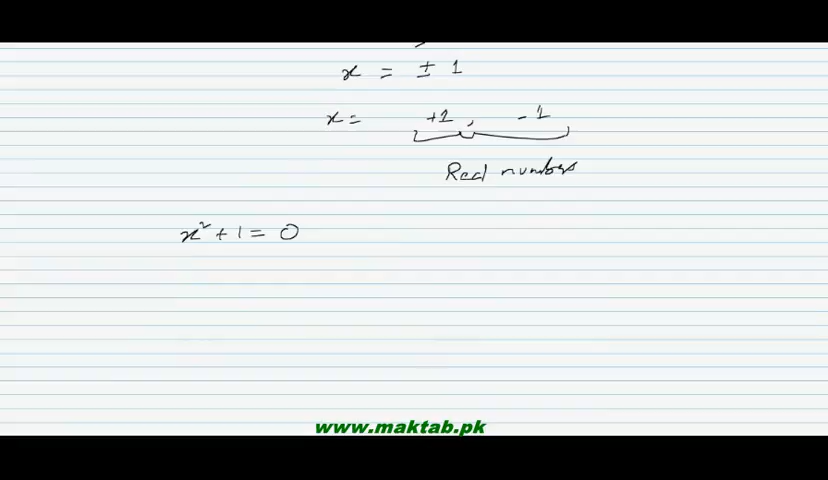 x = ± 1
x = +1, -1
Real numbers
x² + 1 = 0
www.maktab.pk